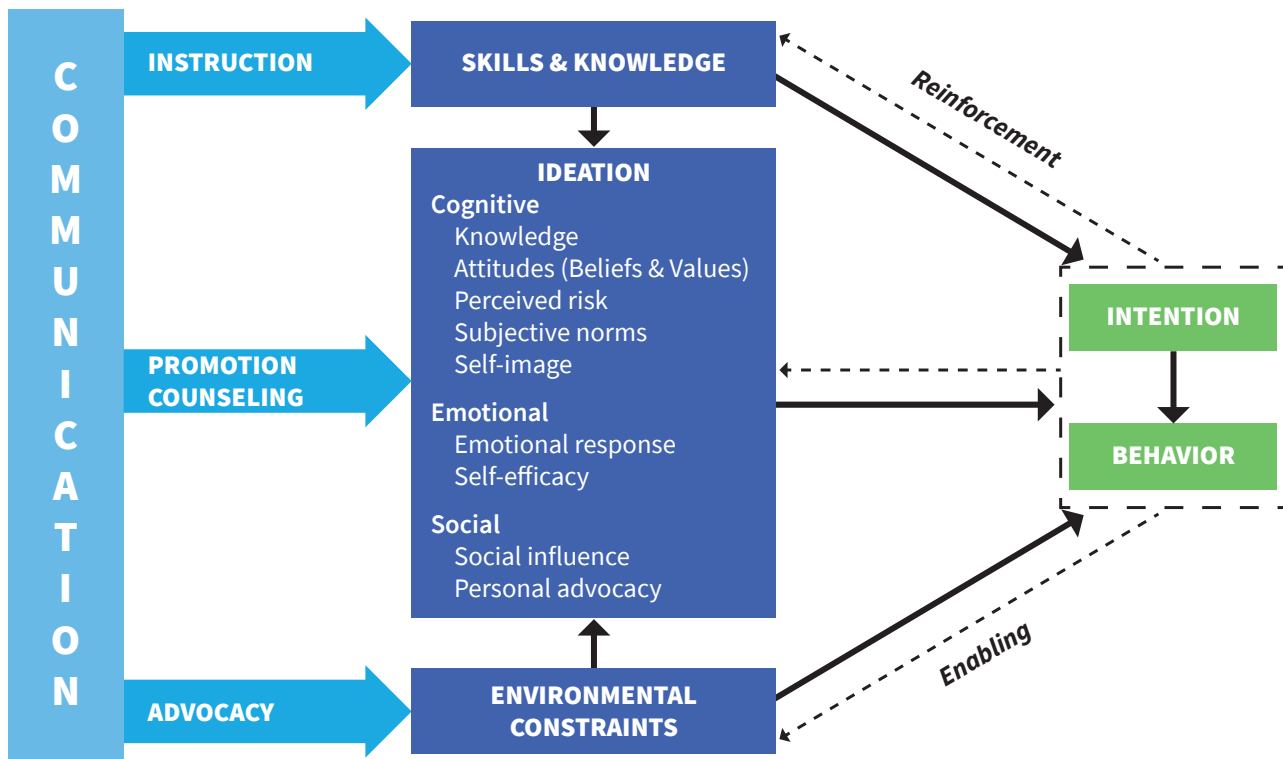 COMMUNICATION
INSTRUCTION
SKILLS & KNOWLEDGE
Reinforcement
IDEATION
Cognitive
Knowledge
Attitudes (Beliefs & Values)
Perceived risk
Subjective norms
Self-image
Emotional
Emotional response
Self-efficacy
Social
Social influence
Personal advocacy
PROMOTION
COUNSELING
INTENTION
BEHAVIOR
ADVOCACY
ENVIRONMENTAL
CONSTRAINTS
Enabling